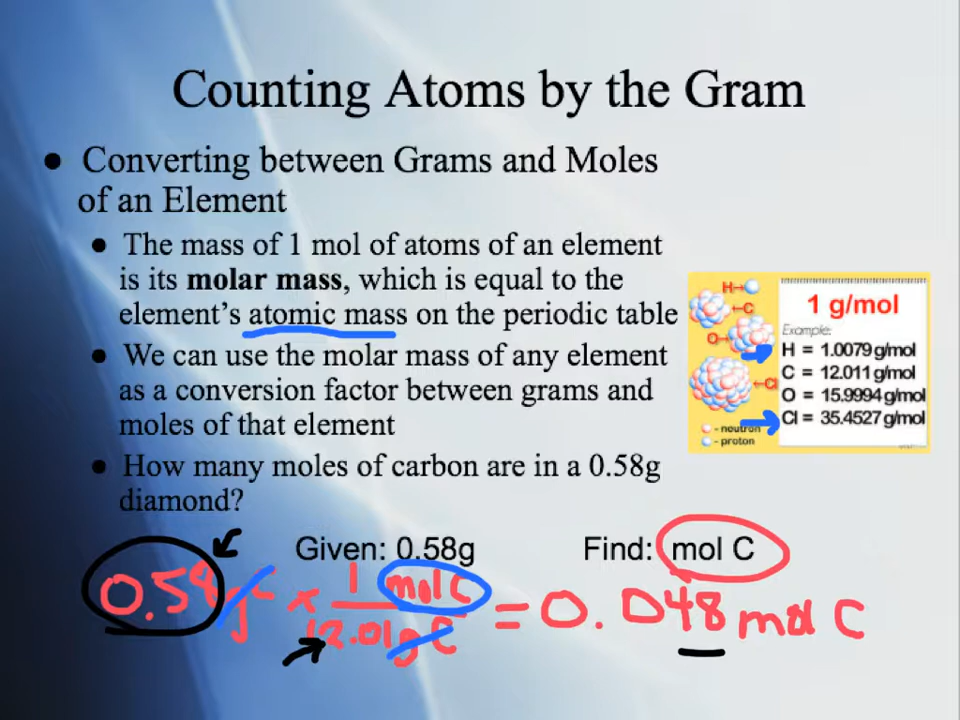 Counting Atoms by the Gram
● Converting between Grams and Moles
of an Element
● The mass of 1 mol of atoms of an element
is its molar mass, which is equal to the
element's atomic mass on the periodic table
● We can use the molar mass of any element
as a conversion factor between grams and
moles of that element
● How many moles of carbon are in a 0.58g
diamond?
H→
←C
O→
←Cl
- neutron
- proton
1 g/mol
Example:
H = 1.0079 g/mol
C = 12.011 g/mol
O = 15.9994 g/mol
Cl = 35.4527 g/mol
Given: 0.58g Find: mol C
0.58 g C × 1 mol C / 12.01 g C = 0.048 mol C